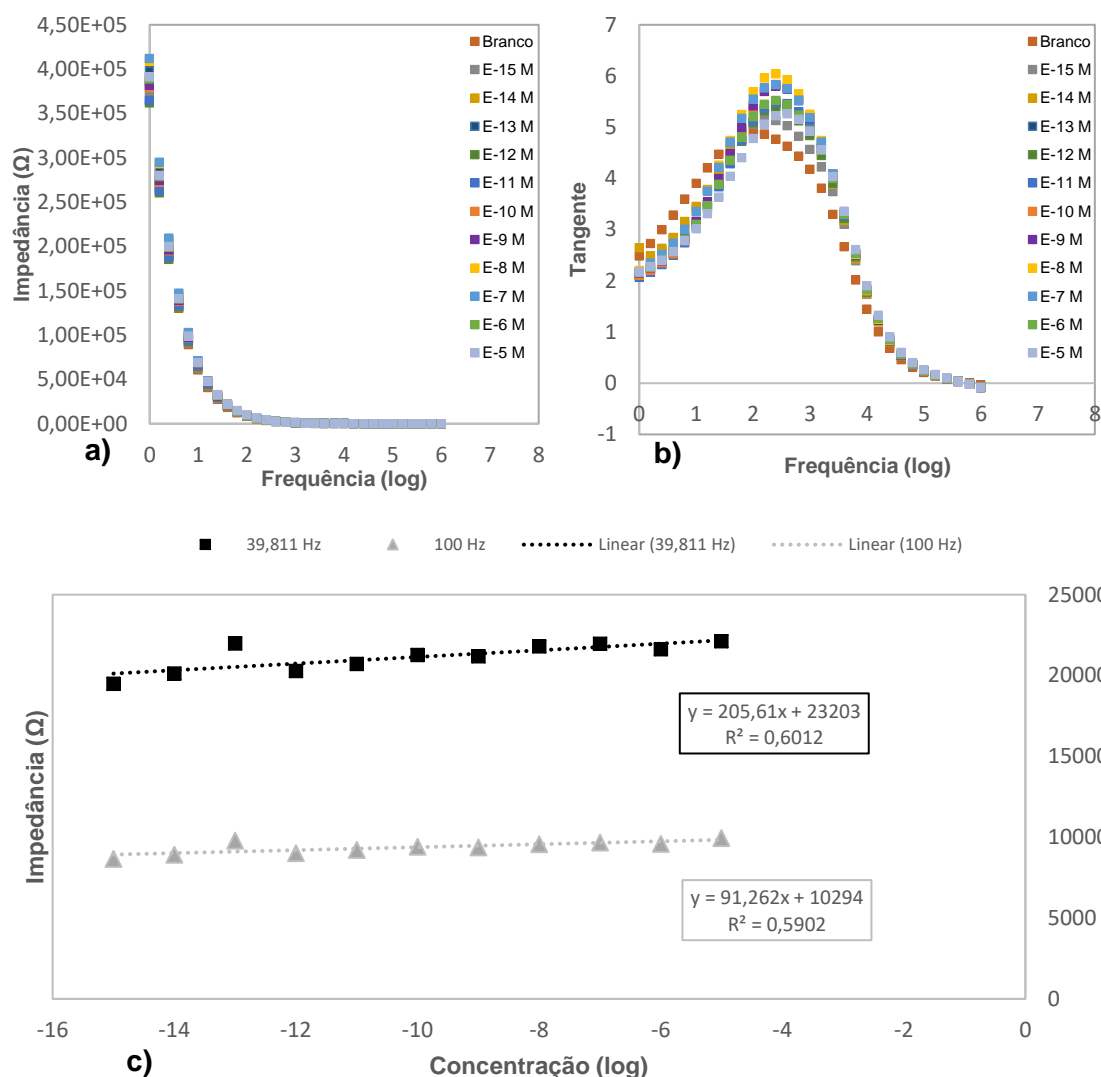 4,50E+05
4,00E+05
3,50E+05
3,00E+05
2,50E+05
2,00E+05
1,50E+05
1,00E+05
5,00E+04
0,00E+00
Impedância (Ω)
Branco
E-15 M
E-14 M
E-13 M
E-12 M
E-11 M
E-10 M
E-9 M
E-8 M
E-7 M
E-6 M
E-5 M
0 1 2 3 4 5 6 7 8
a)
Frequência (log)
7
6
5
4
3
2
1
0
-1
Tangente
Branco
E-15 M
E-14 M
E-13 M
E-12 M
E-11 M
E-10 M
E-9 M
E-8 M
E-7 M
E-6 M
E-5 M
0 1 2 3 4 5 6 7 8
b)
Frequência (log)
39,811 Hz 100 Hz Linear (39,811 Hz) Linear (100 Hz)
25000
20000
15000
10000
5000
0
Impedância (Ω)
y = 205,61x + 23203
R² = 0,6012
y = 91,262x + 10294
R² = 0,5902
-16 -14 -12 -10 -8 -6 -4 -2 0
c)
Concentração (log)